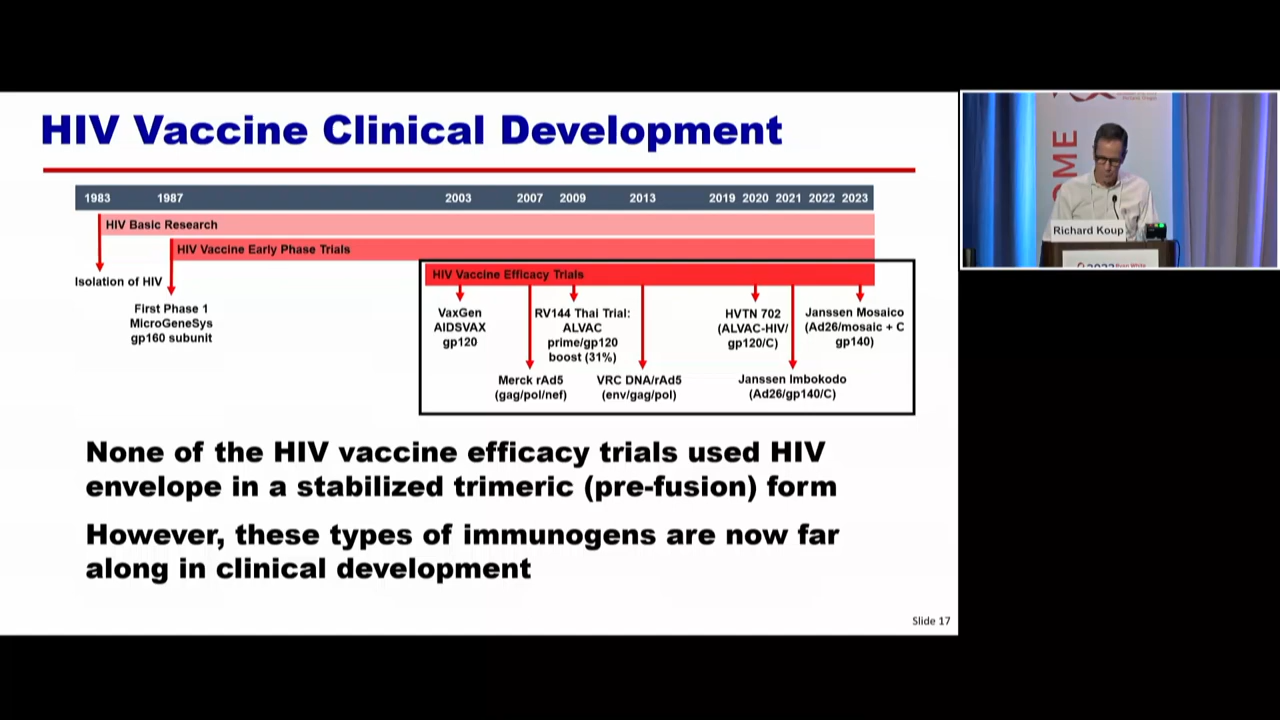 HIV Vaccine Clinical Development
1983 1987 2003 2007 2009 2013 2019 2020 2021 2022 2023
HIV Basic Research
HIV Vaccine Early Phase Trials
HIV Vaccine Efficacy Trials
Isolation of HIV
First Phase 1
MicroGeneSys
gp160 subunit
VaxGen
AIDSVAX
gp120
Merck rAd5
(gag/pol/nef)
RV144 Thai Trial:
ALVAC
prime/gp120
boost (31%)
VRC DNA/rAd5
(env/gag/pol)
HVTN 702
(ALVAC-HIV/
gp120/C)
Janssen Imbokodo
(Ad26/gp140/C)
Janssen Mosaico
(Ad26/mosaic + C
gp140)
None of the HIV vaccine efficacy trials used HIV
envelope in a stabilized trimeric (pre-fusion) form
However, these types of immunogens are now far
along in clinical development
Slide 17
OME
Richard Koup
2023 Ryan White